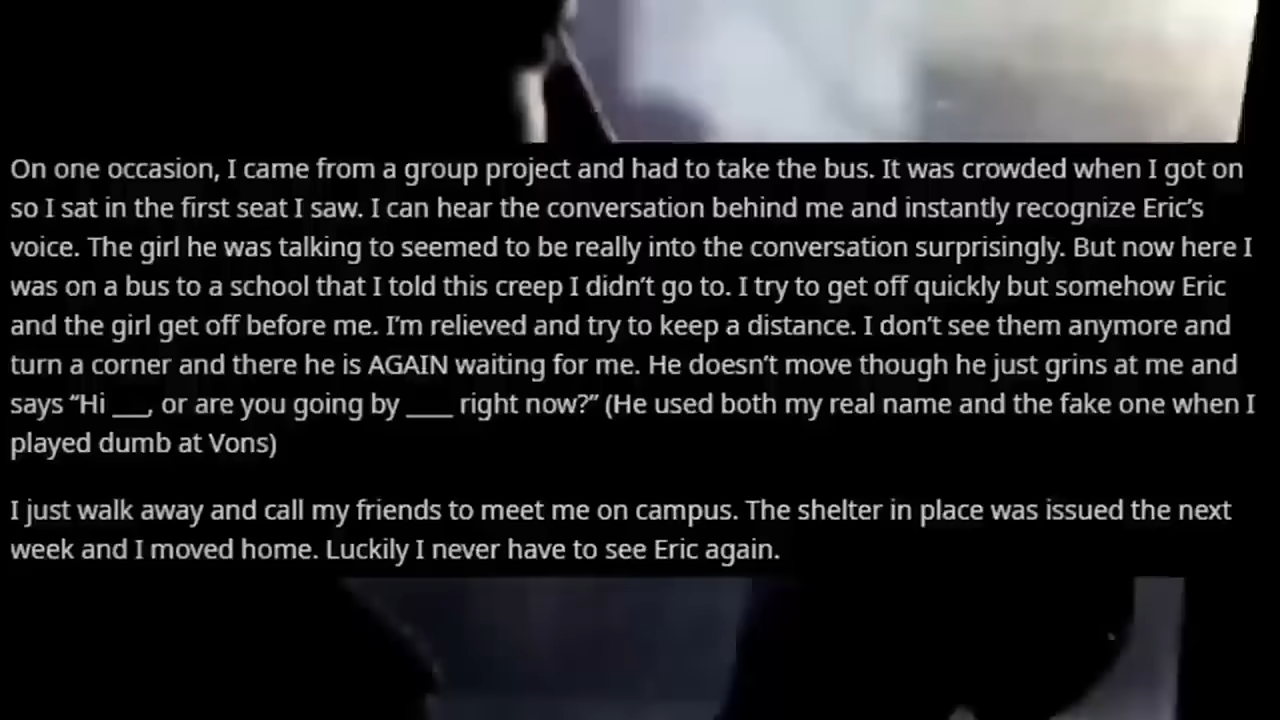 On one occasion, I came from a group project and had to take the bus. It was crowded when I got on
so I sat in the first seat I saw. I can hear the conversation behind me and instantly recognize Eric’s
voice. The girl he was talking to seemed to be really into the conversation surprisingly. But now here I
was on a bus to a school that I told this creep I didn’t go to. I try to get off quickly but somehow Eric
and the girl get off before me. I’m relieved and try to keep a distance. I don’t see them anymore and
turn a corner and there he is AGAIN waiting for me. He doesn’t move though he just grins at me and
says “Hi ___, or are you going by ____ right now?” (He used both my real name and the fake one when I
played dumb at Vons)
I just walk away and call my friends to meet me on campus. The shelter in place was issued the next
week and I moved home. Luckily I never have to see Eric again.